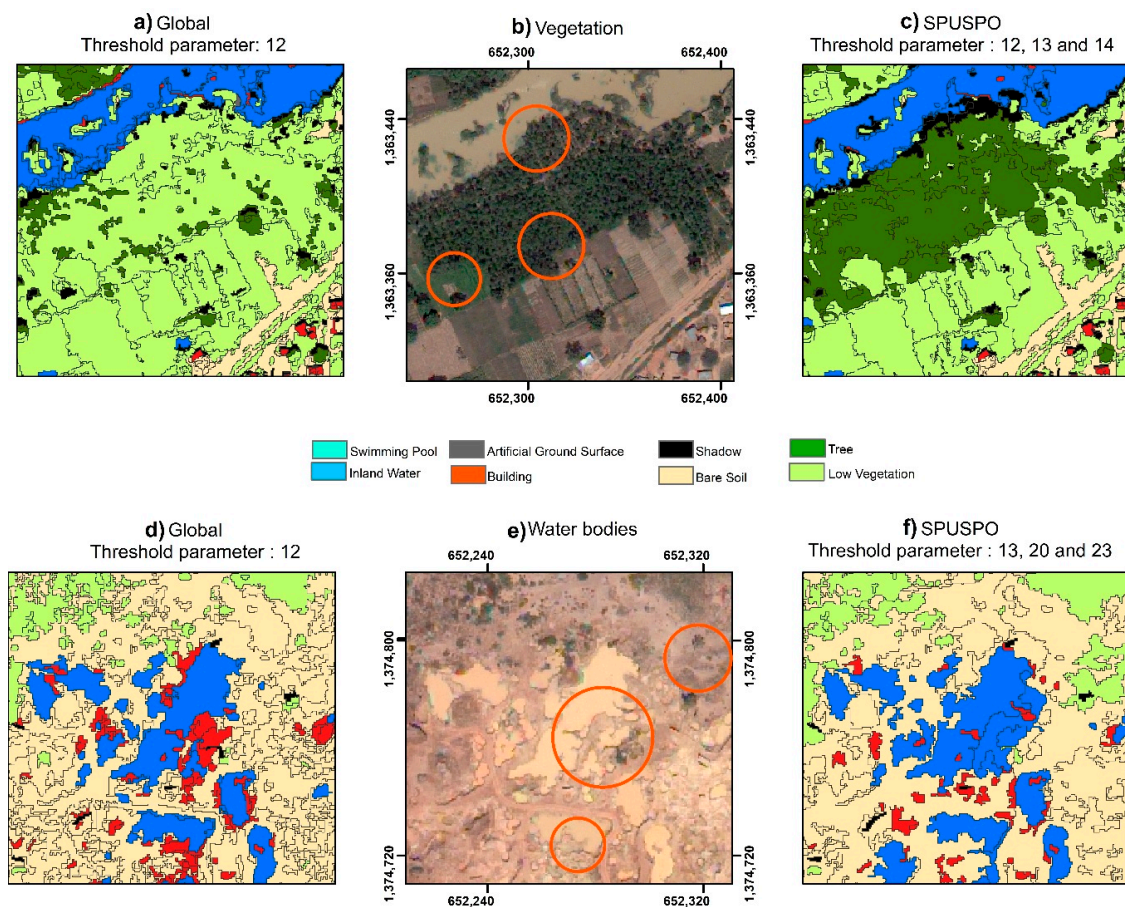 a) Global
Threshold parameter: 12
b) Vegetation
c) SPUSPO
Threshold parameter : 12, 13 and 14
652,300 652,400
1,363,440 1,363,440
1,363,360 1,363,360
652,300 652,400
Swimming Pool Artificial Ground Surface Shadow Tree
Inland Water Building Bare Soil Low Vegetation
d) Global
Threshold parameter : 12
e) Water bodies
f) SPUSPO
Threshold parameter : 13, 20 and 23
652,240 652,320
1,374,800 1,374,800
1,374,720 1,374,720
652,240 652,320